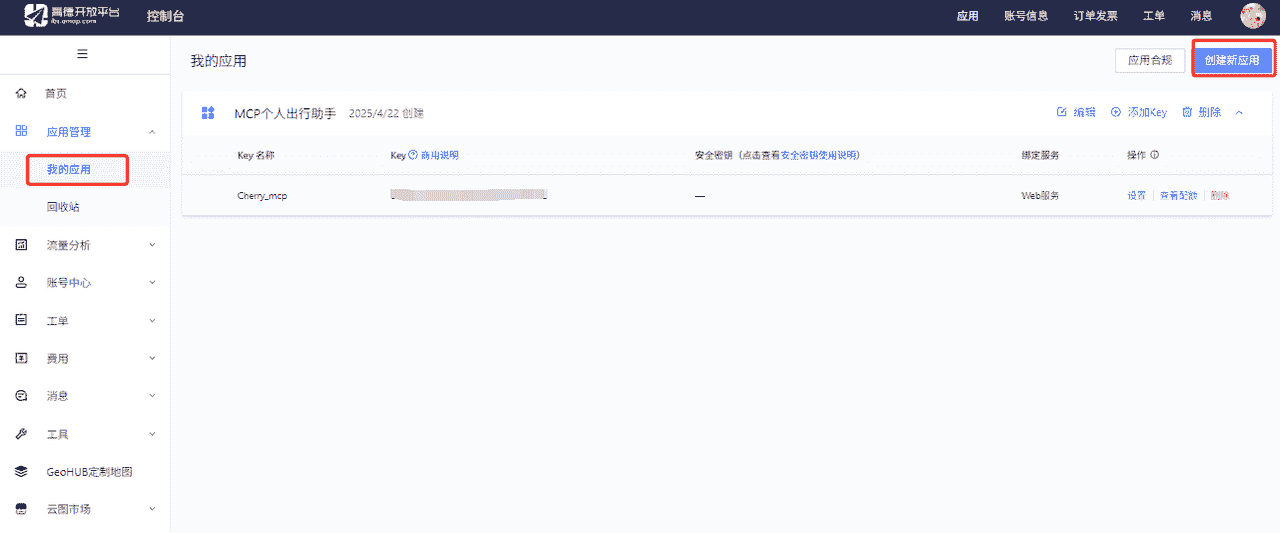 高德开放平台 控制台 应用 账号信息 订单发票 工单 消息
lbs.amap.com
我的应用 应用合规 创建新应用
首页
MCP个人出行助手 2025/4/22 创建 编辑 添加Key 删除
应用管理
Key 名称 Key 商用说明 安全密钥（点击查看安全密钥使用说明） 绑定服务 操作
我的应用
Cherry_mcp — Web服务 设置 查看配额 删除
回收站
流量分析
账号中心
工单
费用
消息
工具
GeoHUB定制地图
云图市场